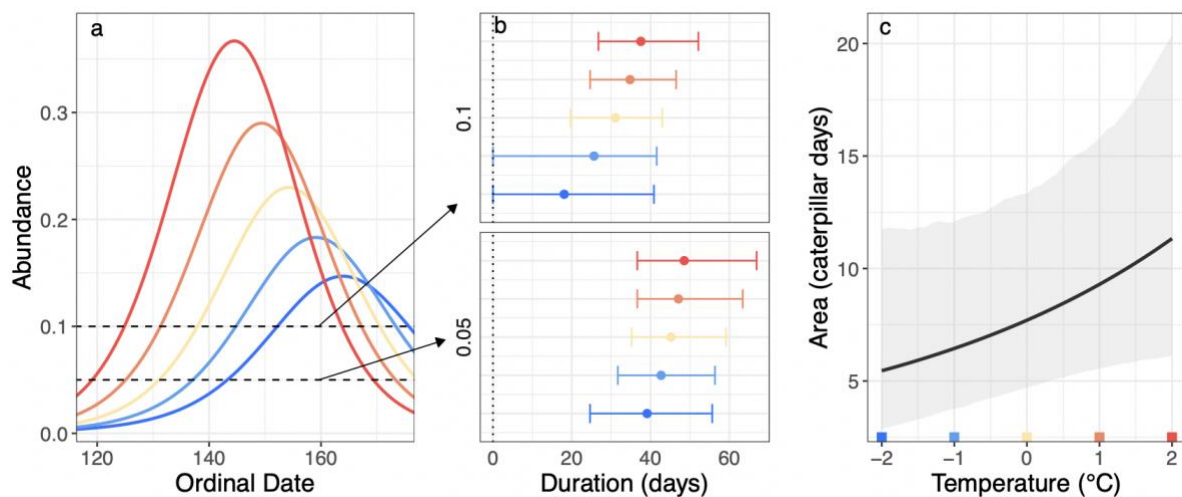 a
Abundance
0.3
0.2
0.1
0.0
120
140
160
Ordinal Date
b
0.1
0.05
0
20
40
60
Duration (days)
c
Area (caterpillar days)
20
15
10
5
−2
−1
0
1
2
Temperature (°C)